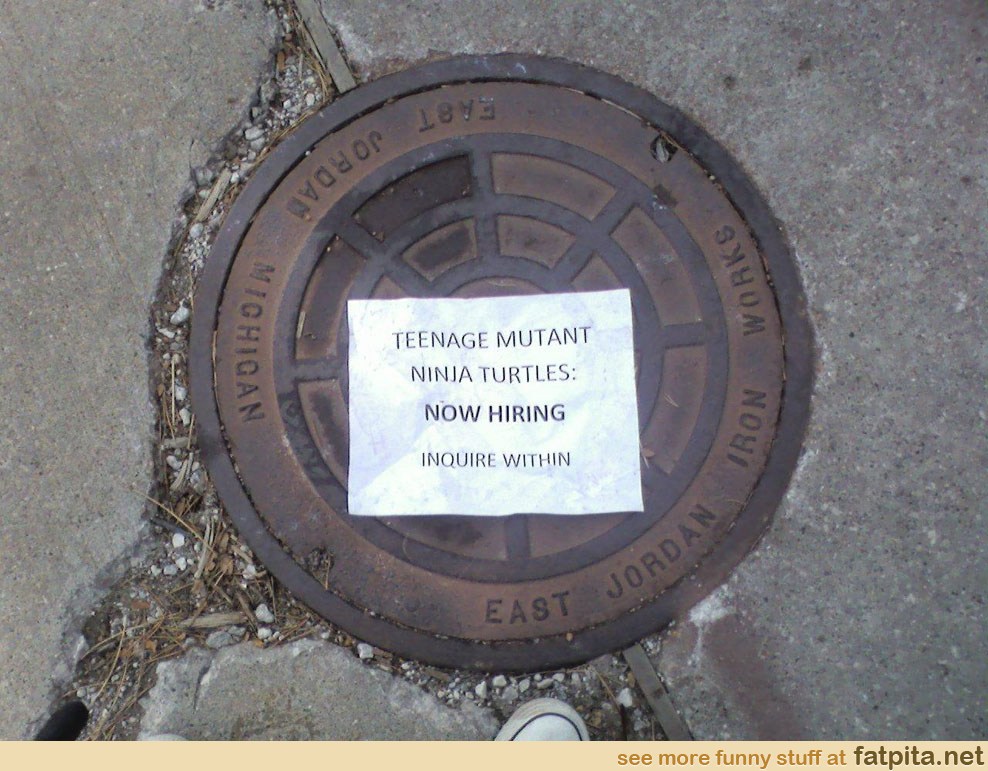 EAST JORDAN MICHIGAN
TEENAGE MUTANT
NINJA TURTLES:
NOW HIRING
INQUIRE WITHIN
EAST JORDAN IRON WORKS
see more funny stuff at fatpita.net